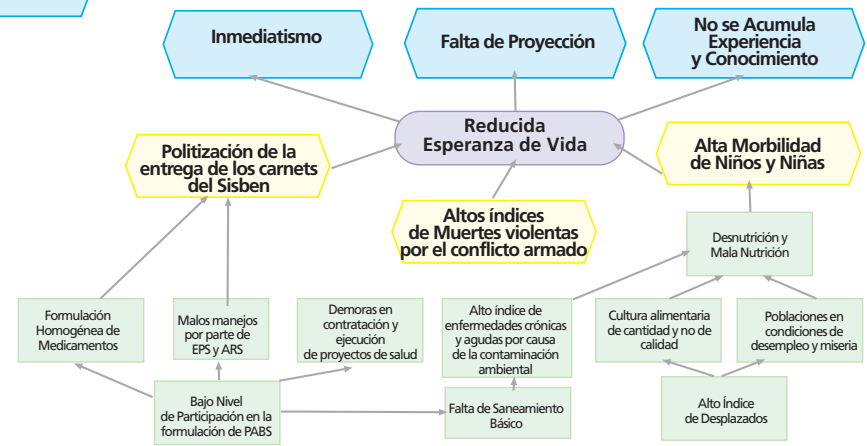 Inmediatismo
Falta de Proyección
No se Acumula
Experiencia
y Conocimiento
Reducida
Esperanza de Vida
Politización de la
entrega de los carnets
del Sisben
Altos índices
de Muertes violentas
por el conflicto armado
Alta Morbilidad
de Niños y Niñas
Desnutrición y
Mala Nutrición
Formulación
Homogénea de
Medicamentos
Malos manejos
por parte de
EPS y ARS
Demoras en
contratación y
ejecución
de proyectos de salud
Alto índice de
enfermedades crónicas
y agudas por causa
de la contaminación
ambiental
Cultura alimentaria
de cantidad y no de
calidad
Poblaciones en
condiciones de
desempleo y miseria
Bajo Nivel
de Participación en la
formulación de PABS
Falta de Saneamiento
Básico
Alto Índice
de Desplazados